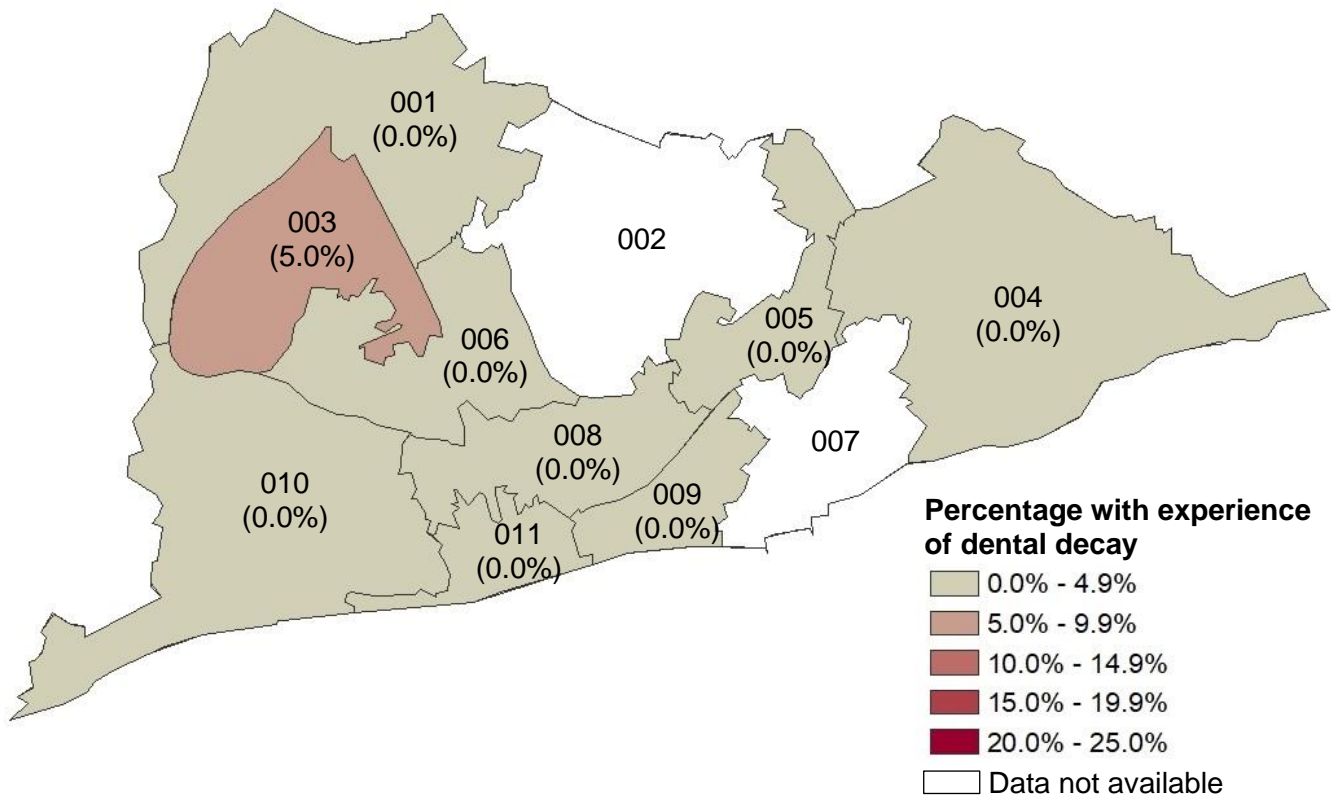 001
(0.0%)
003
(5.0%)
002
004
(0.0%)
005
(0.0%)
006
(0.0%)
008
(0.0%)
007
010
(0.0%)
009
(0.0%)
011
(0.0%)
Percentage with experience
of dental decay
0.0% - 4.9%
5.0% - 9.9%
10.0% - 14.9%
15.0% - 19.9%
20.0% - 25.0%
Data not available